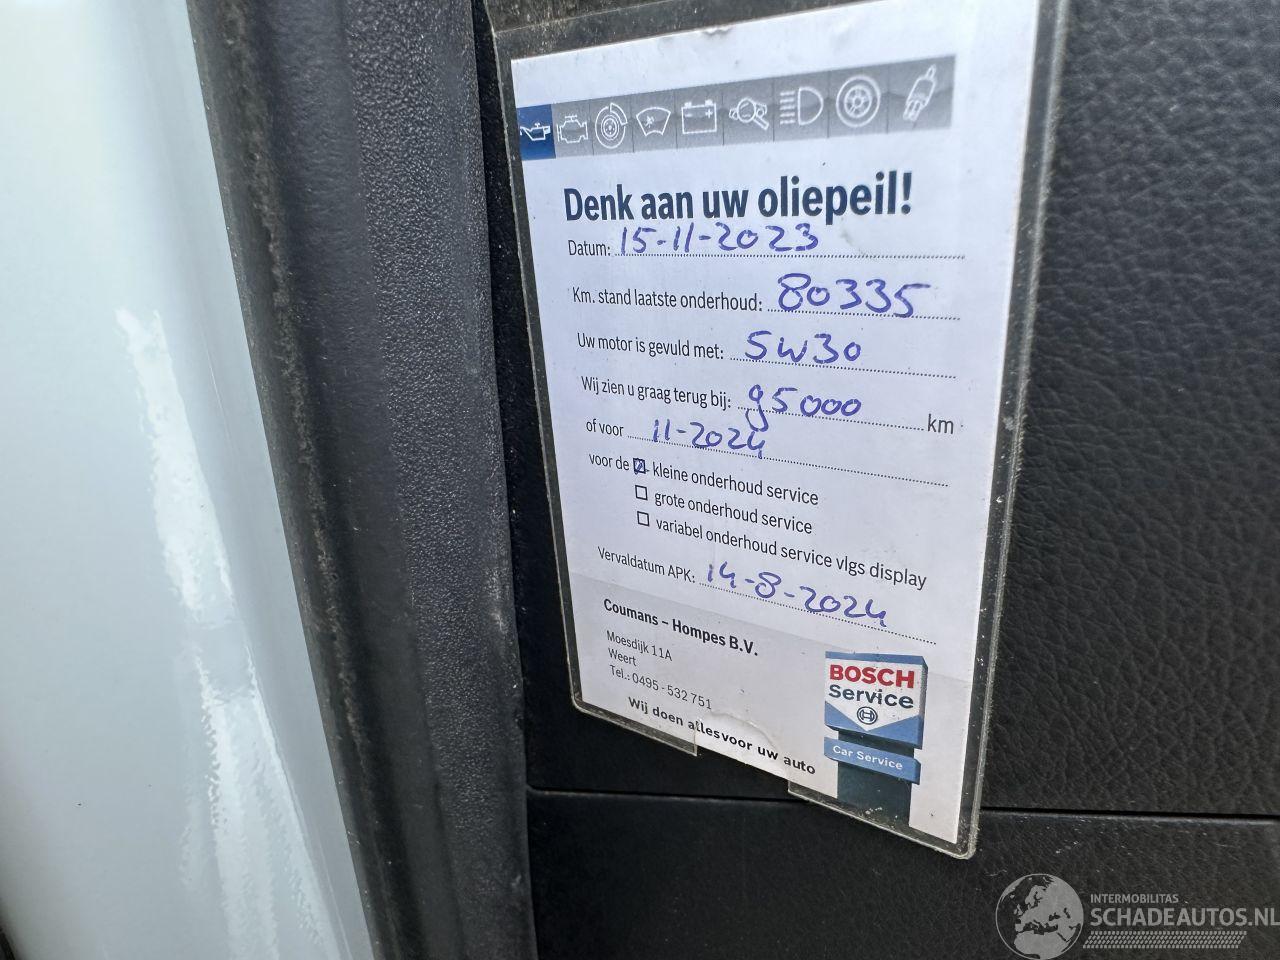 Denk aan uw oliepeil!
Datum: 15-11-2023
Km. stand laatste onderhoud: 80335
Uw motor is gevuld met: 5W30
Wij zien u graag terug bij: 95000 km
of voor 11-2024
voor de kleine onderhoud service
grote onderhoud service
variabel onderhoud service vlgs display
Vervaldatum APK: 14-8-2024
Coumans - Hompes B.V.
Moesdijk 11A
Weert
Tel.: 0495 - 532 751
Wij doen alles voor uw auto
BOSCH
Service
Car Service
INTERMOBILITAS
SCHADEAUTOS.NL